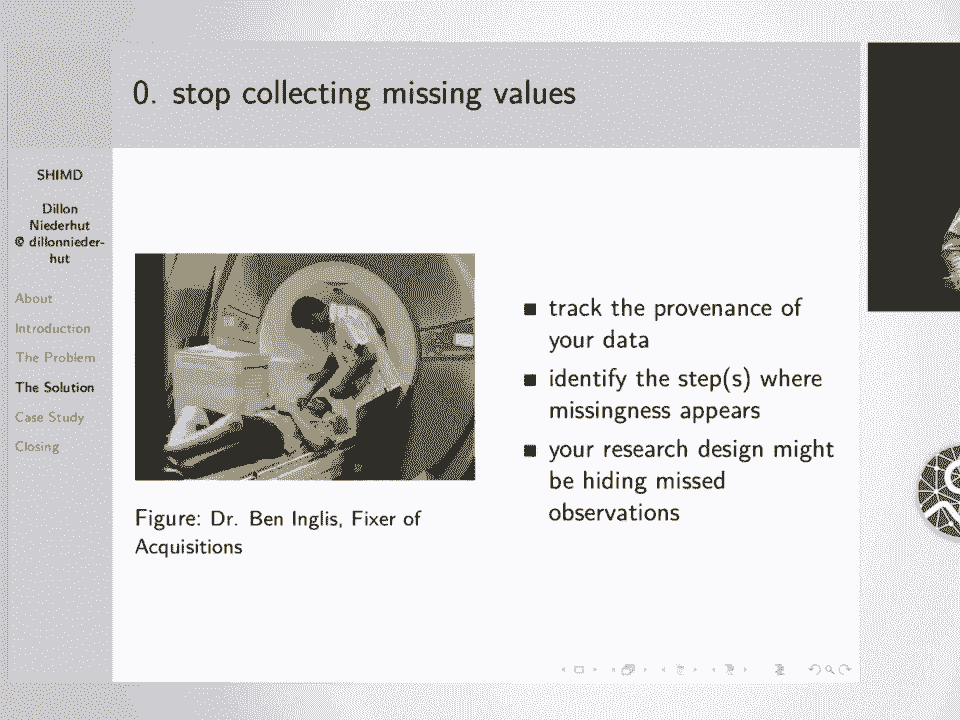 0. stop collecting missing values
SHIMD
Dillon
Niederhut
© dillonnieder-
hut
About
Introduction
The Problem
The Solution
Case Study
Closing
track the provenance of
your data
identify the step(s) where
missingness appears
your research design might
be hiding missed
observations
Figure: Dr. Ben Inglis, Fixer of
Acquisitions